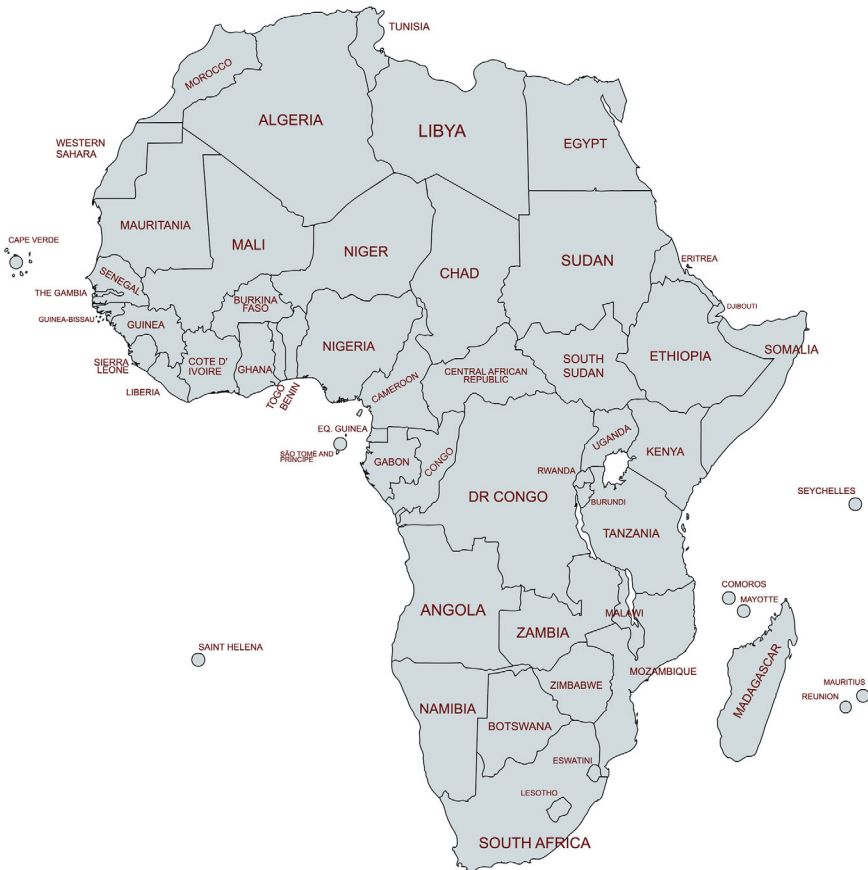 TUNISIA
MOROCCO
ALGERIA
LIBYA
EGYPT
WESTERN
SAHARA
MAURITANIA
MALI
NIGER
CHAD
SUDAN
ERITREA
CAPE VERDE
SENEGAL
THE GAMBIA
GUINEA-BISSAU
GUINEA
BURKINA
FASO
DJIBOUTI
SIERRA
LEONE
LIBERIA
COTE D'
IVOIRE
GHANA
TOGO
BENIN
NIGERIA
CAMEROON
CENTRAL AFRICAN
REPUBLIC
SOUTH
SUDAN
ETHIOPIA
SOMALIA
EQ. GUINEA
SÃO TOMÉ AND
PRINCIPE
GABON
CONGO
DR CONGO
UGANDA
KENYA
RWANDA
BURUNDI
TANZANIA
SEYCHELLES
COMOROS
MAYOTTE
ANGOLA
ZAMBIA
MALAWI
MOZAMBIQUE
MADAGASCAR
SAINT HELENA
MAURITIUS
REUNION
NAMIBIA
ZIMBABWE
BOTSWANA
ESWATINI
LESOTHO
SOUTH AFRICA